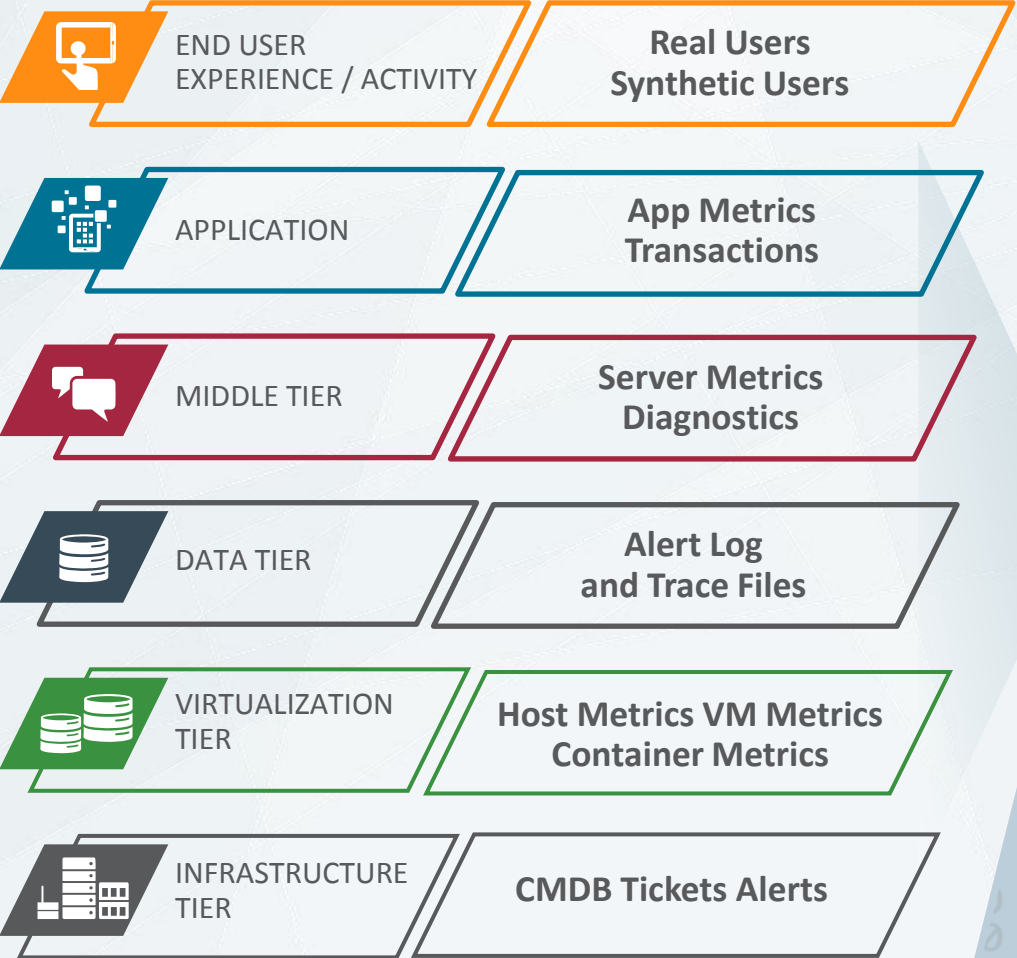 END USER
EXPERIENCE / ACTIVITY
Real Users
Synthetic Users
APPLICATION
App Metrics
Transactions
MIDDLE TIER
Server Metrics
Diagnostics
DATA TIER
Alert Log
and Trace Files
VIRTUALIZATION
TIER
Host Metrics VM Metrics
Container Metrics
INFRASTRUCTURE
TIER
CMDB Tickets Alerts